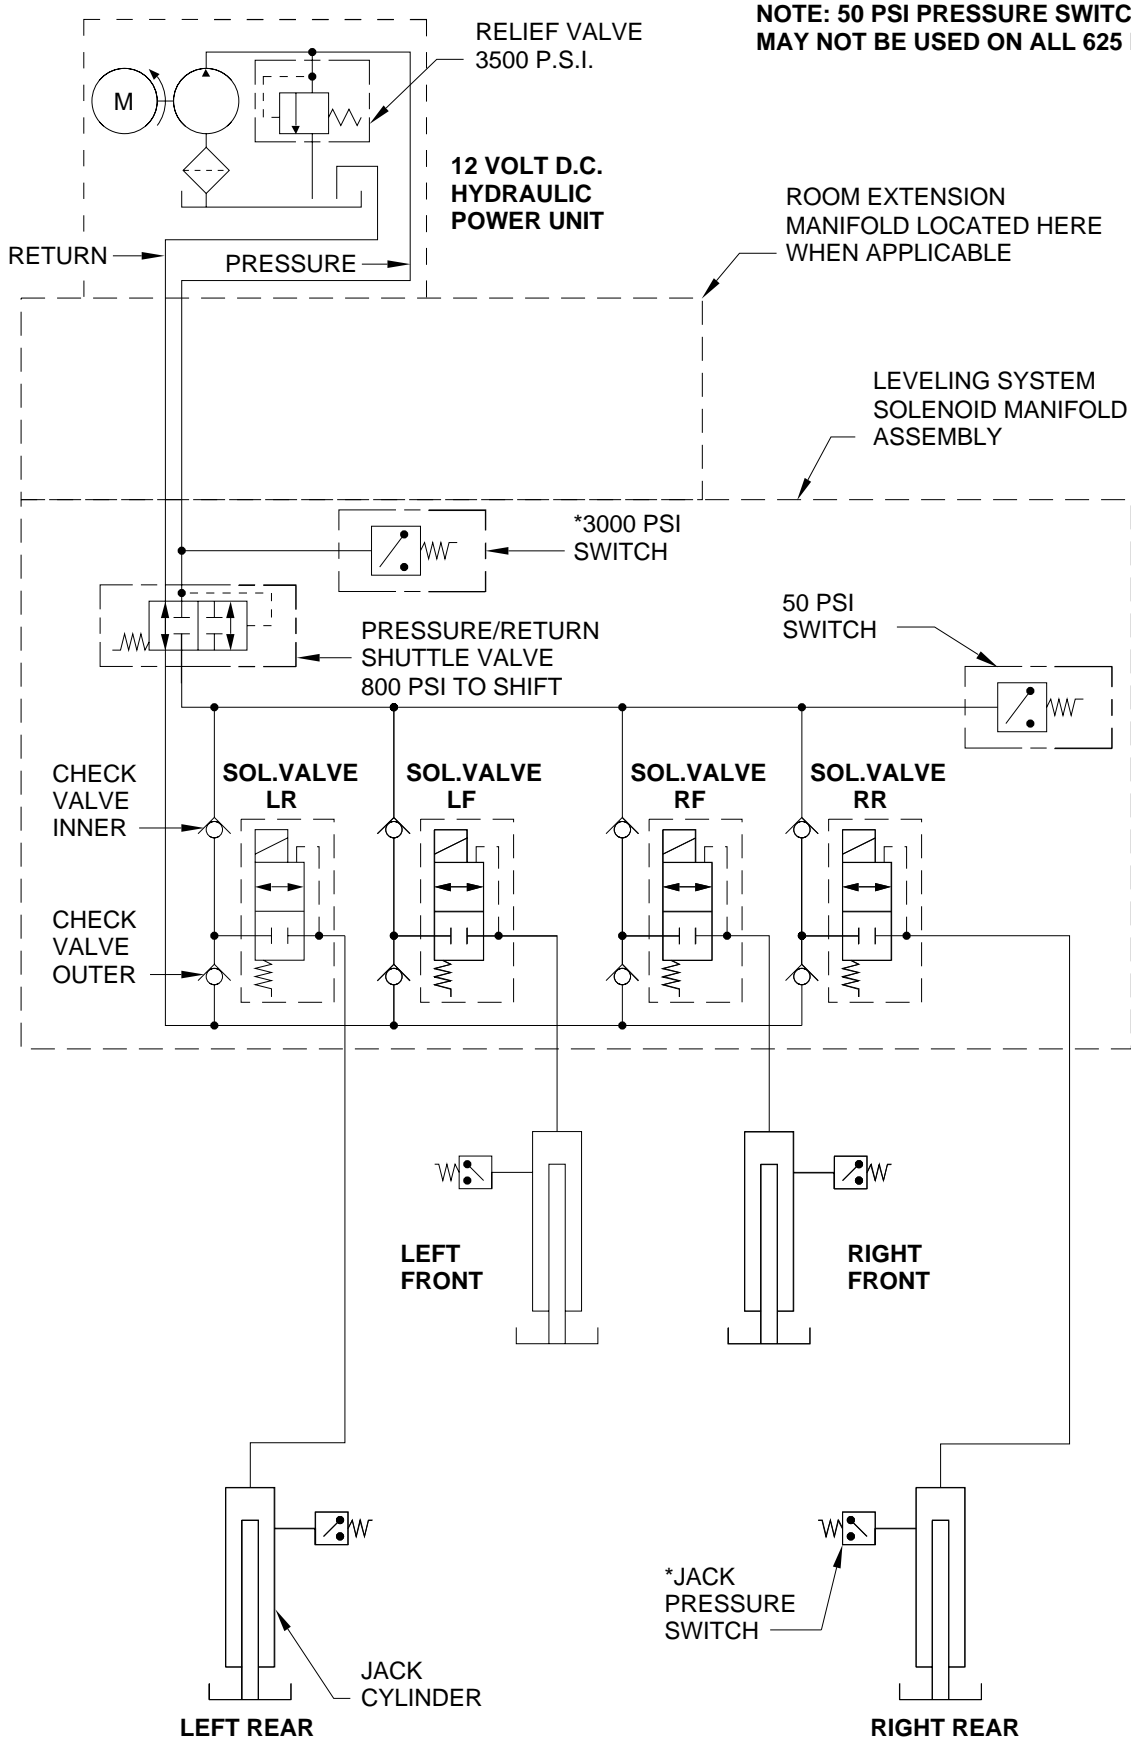 NOTE: 50 PSI PRESSURE
MAY NOT BE USED ON ALL 625
RELIEF VALVE
3500 P.S.I.
M
12 VOLT D.C.
HYDRAULIC
POWER UNIT
ROOM EXTENSION
MANIFOLD LOCATED HERE
WHEN APPLICABLE
RETURN
PRESSURE
LEVELING SYSTEM
SOLENOID MANIFOLD
ASSEMBLY
*3000 PSI
SWITCH
50 PSI
SWITCH
PRESSURE/RETURN
SHUTTLE VALVE
800 PSI TO SHIFT
CHECK
VALVE
INNER
SOL.VALVE
LR
SOL.VALVE
LF
SOL.VALVE
RF
SOL.VALVE
RR
CHECK
VALVE
OUTER
LEFT
FRONT
RIGHT
FRONT
*JACK
PRESSURE
SWITCH
JACK
CYLINDER
LEFT REAR
RIGHT REAR